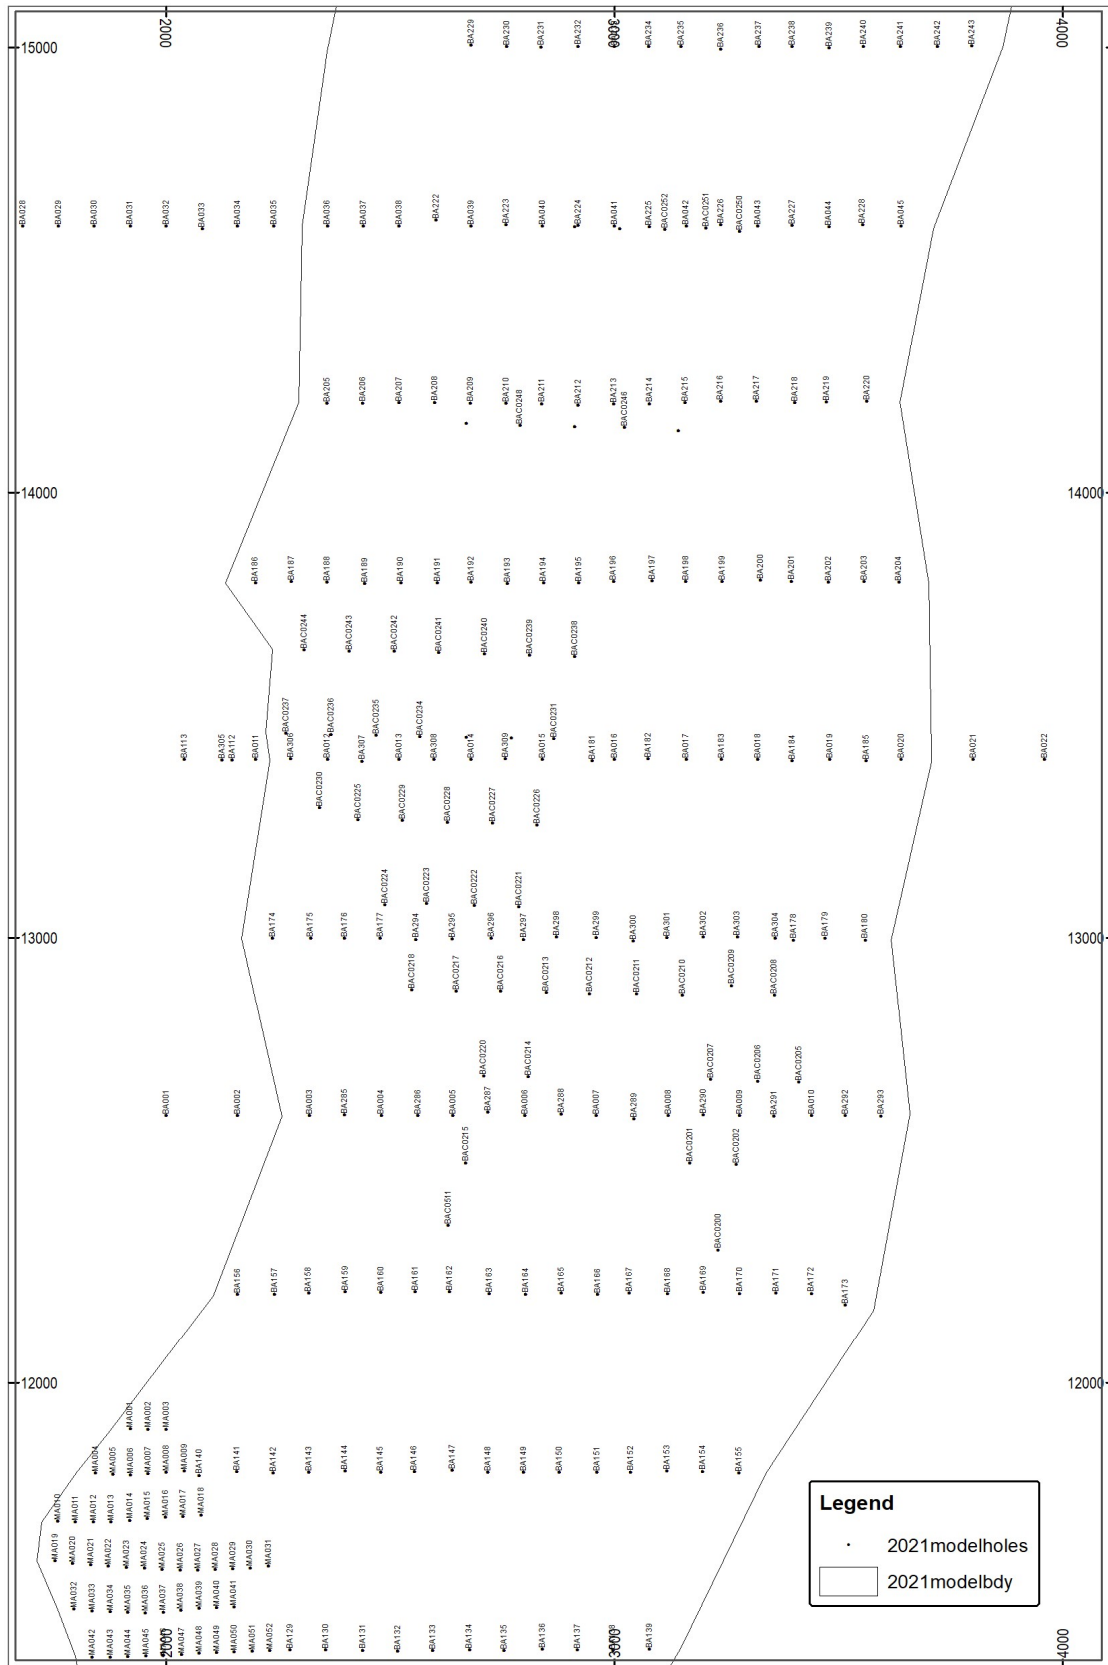 2000 3000 4000
15000
BA229 BA230 BA231 BA232 BA234 BA235 BA236 BA237 BA238 BA239 BA240 BA241 BA242 BA243
BA028 BA029 BA030 BA031 BA032 BA033 BA034 BA035 BA036 BA037 BA038 BA222 BA039 BA223 BA040 BA224 BA041 BA225 BAC0252 BA042 BAC0251 BA226 BAC0250 BA043 BA227 BA044 BA228 BA045
BA205 BA206 BA207 BA208 BA209 BA210 BA211 BA212 BA213 BA214 BA215 BA216 BA217 BA218 BA219 BA220
BAC0248 BAC0246
14000 14000
BA186 BA187 BA188 BA189 BA190 BA191 BA192 BA193 BA194 BA195 BA196 BA197 BA198 BA199 BA200 BA201 BA202 BA203 BA204
BAC0244 BAC0243 BAC0242 BAC0241 BAC0240 BAC0239 BAC0238
BAC0237 BAC0236 BAC0235 BAC0234 BAC0231
BA113 BA305 BA112 BA011 BA306 BA012 BA307 BA013 BA308 BA014 BA309 BA015 BA181 BA016 BA182 BA017 BA183 BA018 BA184 BA019 BA185 BA020 BA021 BA022
BAC0230 BAC0225 BAC0229 BAC0228 BAC0227 BAC0226
BAC0224 BAC0223 BAC0222 BAC0221
13000 13000
BA174 BA175 BA176 BA177 BA294 BA295 BA296 BA297 BA298 BA299 BA300 BA301 BA302 BA303 BA304 BA178 BA179 BA180
BAC0218 BAC0217 BAC0216 BAC0213 BAC0212 BAC0211 BAC0210 BAC0209 BAC0208
BAC0220 BAC0214 BAC0207 BAC0206 BAC0205
BA001 BA002 BA003 BA285 BA004 BA286 BA005 BA287 BA006 BA288 BA007 BA289 BA008 BA290 BA009 BA291 BA010 BA292 BA293
BAC0215 BAC0201 BAC0202
BAC0511 BAC0200
BA156 BA157 BA158 BA159 BA160 BA161 BA162 BA163 BA164 BA165 BA166 BA167 BA168 BA169 BA170 BA171 BA172 BA173
12000 12000
MA001 MA002 MA003
MA004 MA005 MA006 MA007 MA008 MA009 BA140 BA141 BA142 BA143 BA144 BA145 BA146 BA147 BA148 BA149 BA150 BA151 BA152 BA153 BA154 BA155
MA010 MA011 MA012 MA013 MA014 MA015 MA016 MA017 MA018
MA019 MA020 MA021 MA022 MA023 MA024 MA025 MA026 MA027 MA028 MA029 MA030 MA031
MA032 MA033 MA034 MA035 MA036 MA037 MA038 MA039 MA040 MA041
MA042 MA043 MA044 MA045 MA047 MA048 MA049 MA050 MA051 MA052 BA129 BA130 BA131 BA132 BA133 BA134 BA135 BA136 BA137 BA139
2000 3000 4000
Legend
2021modelholes
2021modelbdy